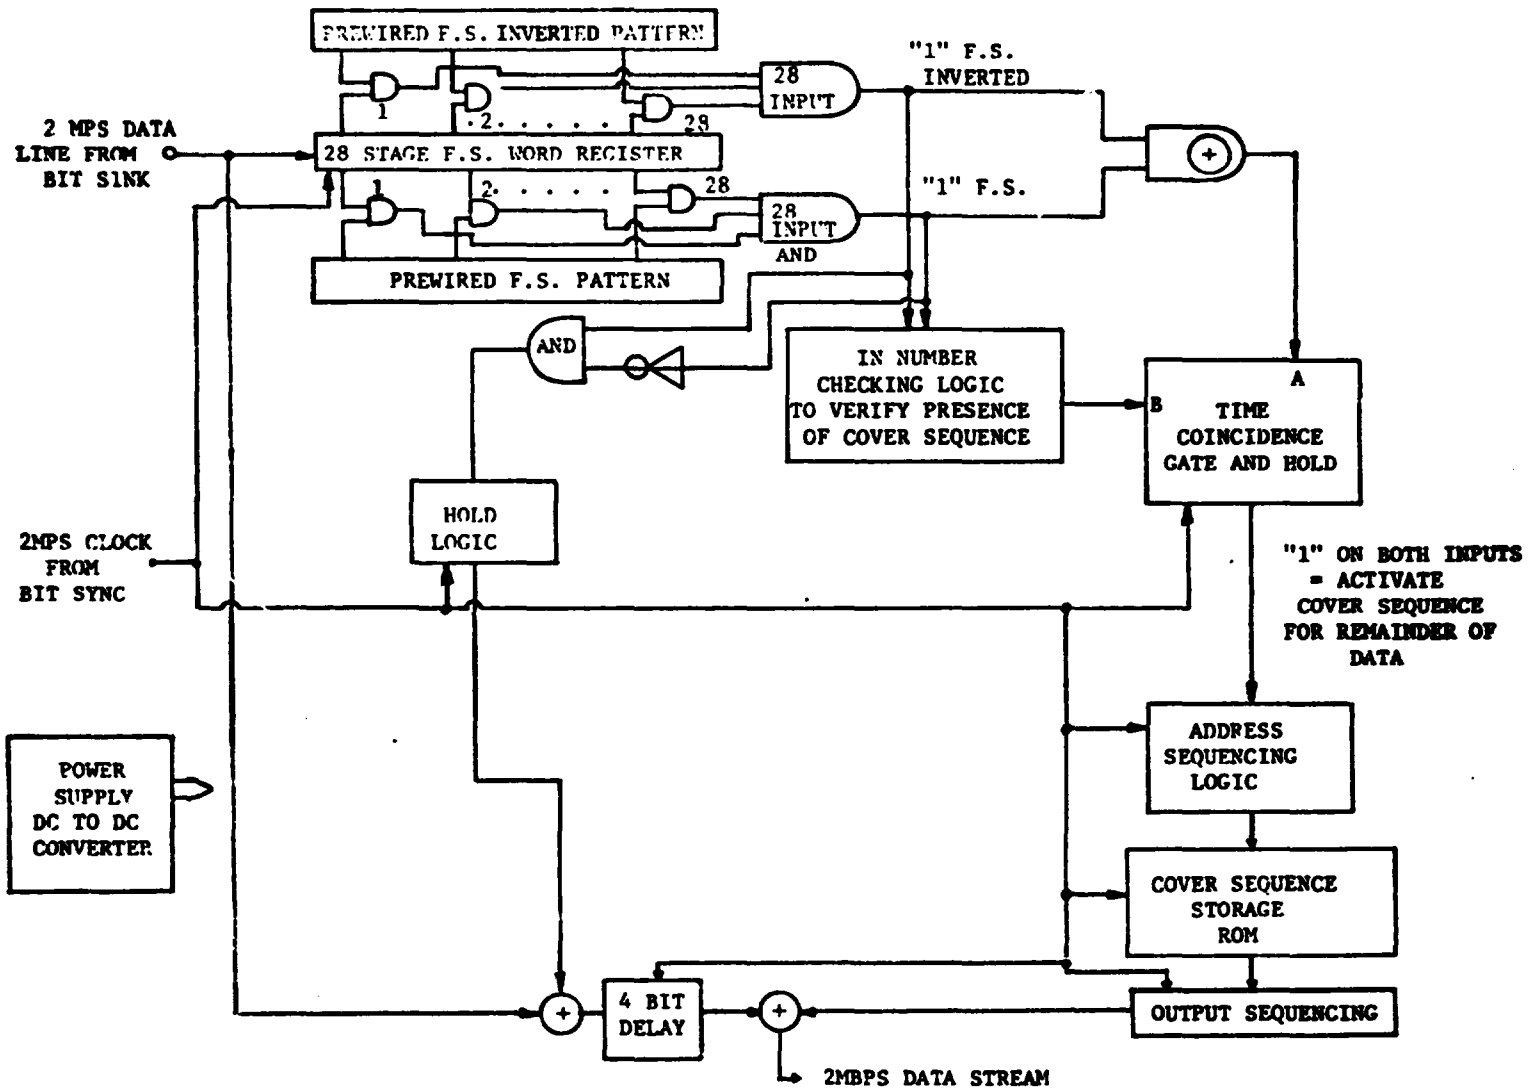 PREWIRED F.S. INVERTED PATTERN
"1" F.S.
INVERTED
28
INPUT
1
2
28
2 MPS DATA
LINE FROM
BIT SINK
28 STAGE F.S. WORD REGISTER
+
1
2
28
"1" F.S.
28
INPUT
AND
PREWIRED F.S. PATTERN
AND
IN NUMBER
CHECKING LOGIC
TO VERIFY PRESENCE
OF COVER SEQUENCE
A
B
TIME
COINCIDENCE
GATE AND HOLD
HOLD
LOGIC
2MPS CLOCK
FROM
BIT SYNC
"1" ON BOTH INPUTS
= ACTIVATE
COVER SEQUENCE
FOR REMAINDER OF
DATA
POWER
SUPPLY
DC TO DC
CONVERTER
ADDRESS
SEQUENCING
LOGIC
COVER SEQUENCE
STORAGE
ROM
+
4 BIT
DELAY
+
OUTPUT SEQUENCING
2MBPS DATA STREAM